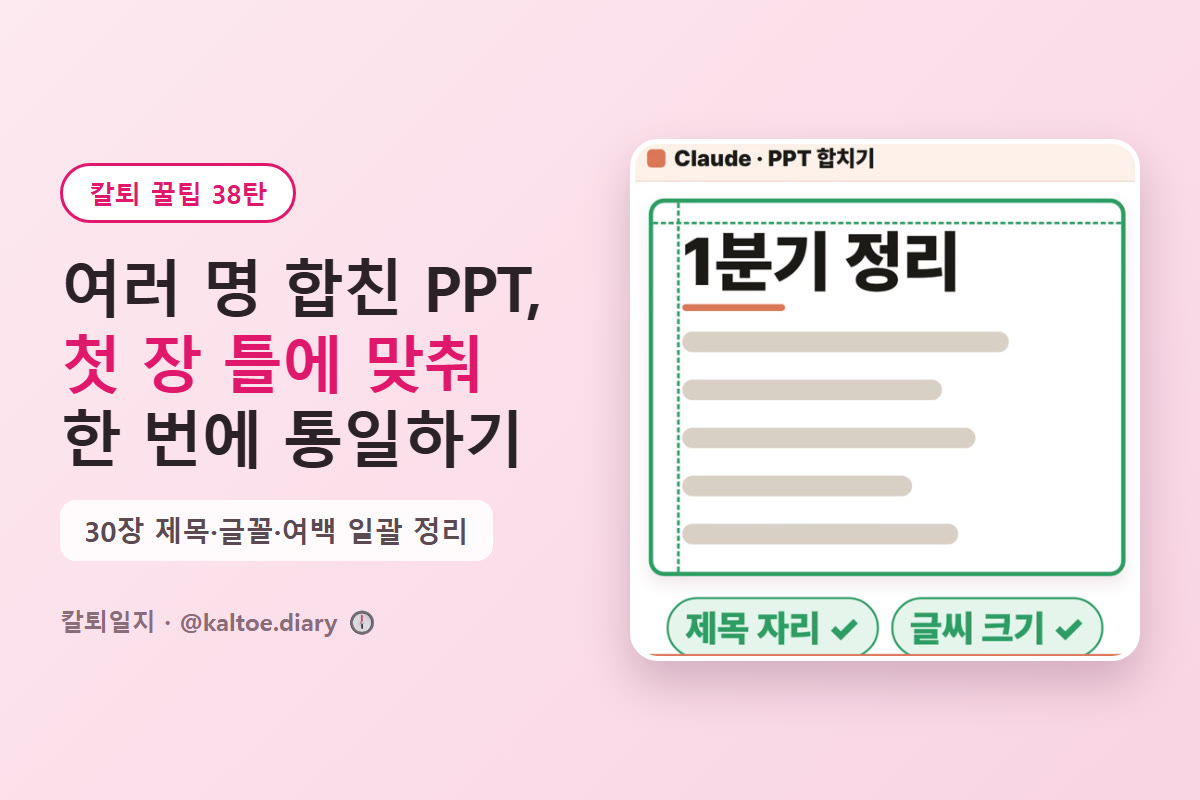 칼퇴 꿀팁 38탄
여러 명 합친 PPT,
첫 장 틀에 맞춰
한 번에 통일하기
30장 제목·글꼴·여백 일괄 정리
칼퇴일지 · @kaltoe.diary
Claude · PPT 합치기
1분기 정리
제목 자리 ✔
글씨 크기 ✔